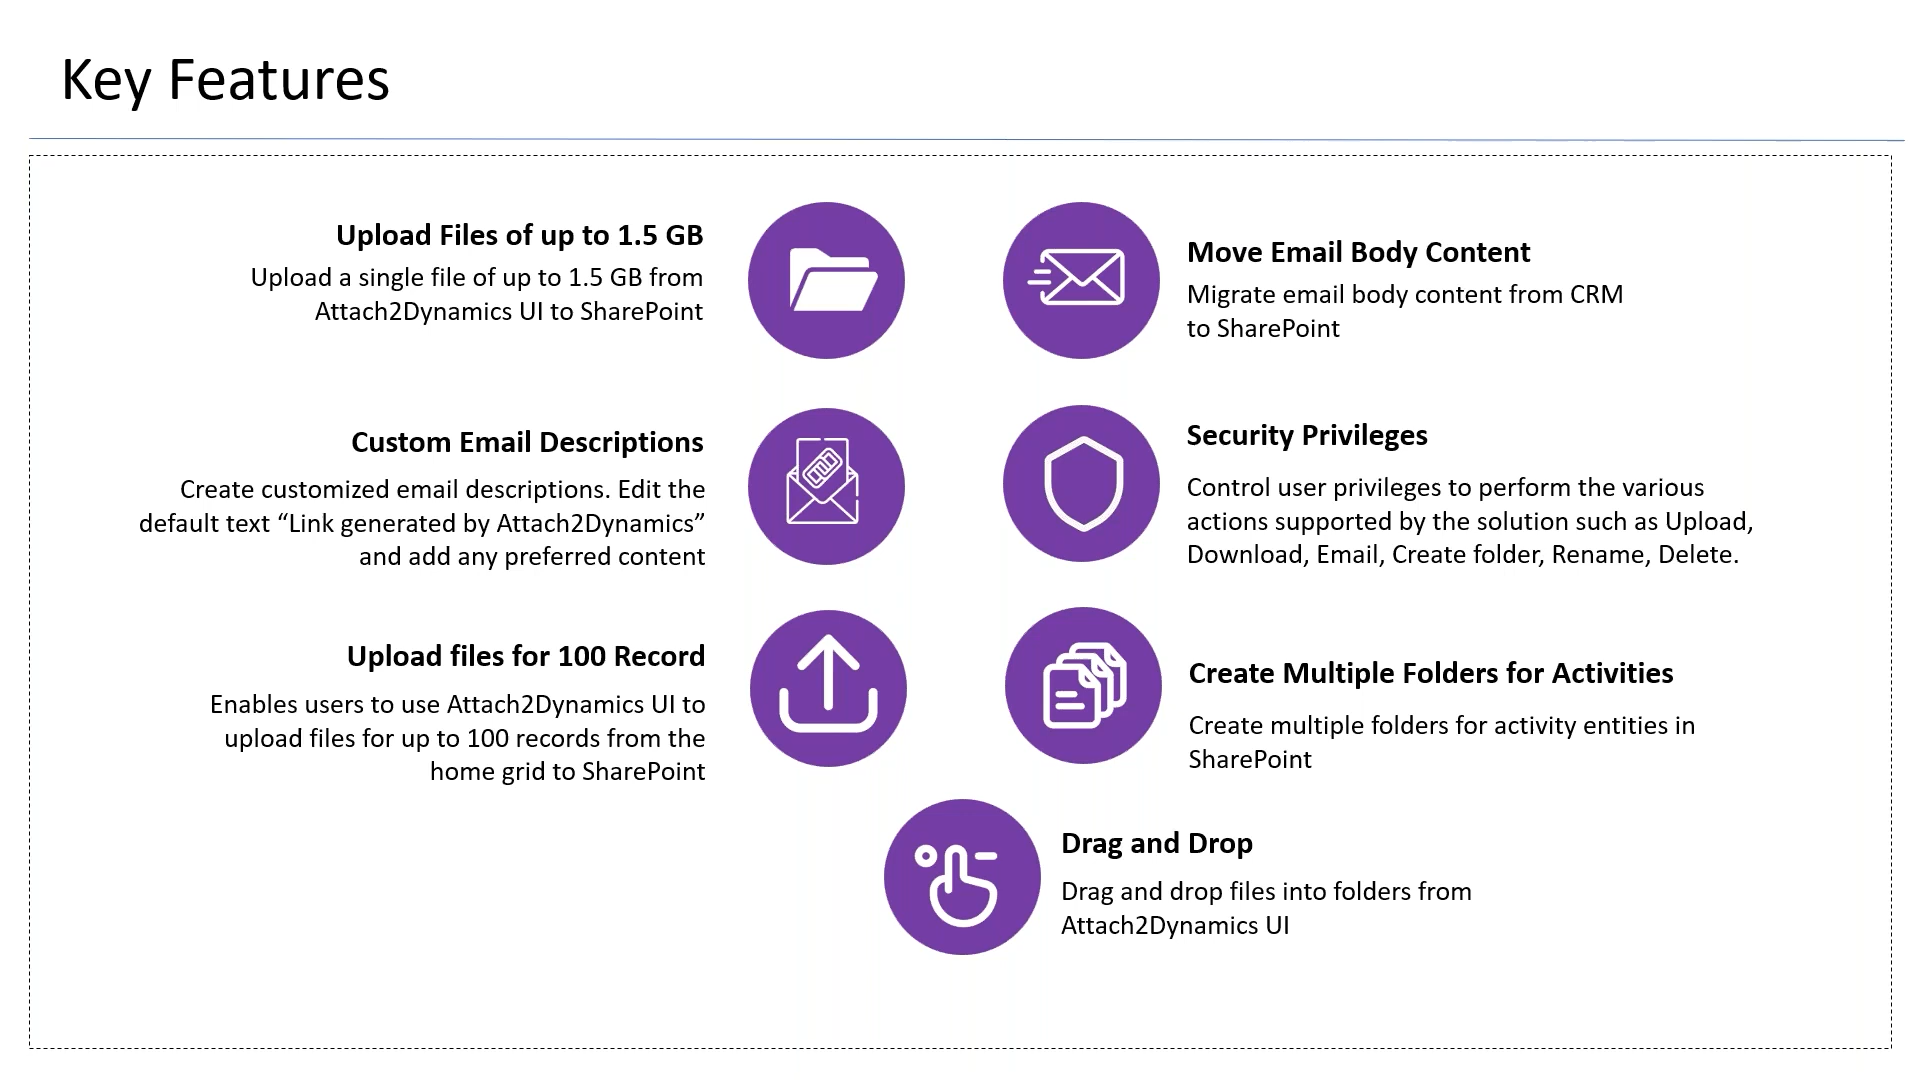 Key Features
Upload Files of up to 1.5 GB
Upload a single file of up to 1.5 GB from
Attach2Dynamics UI to SharePoint
Move Email Body Content
Migrate email body content from CRM
to SharePoint
Custom Email Descriptions
Create customized email descriptions. Edit the
default text “Link generated by Attach2Dynamics”
and add any preferred content
Security Privileges
Control user privileges to perform the various
actions supported by the solution such as Upload,
Download, Email, Create folder, Rename, Delete.
Upload files for 100 Record
Enables users to use Attach2Dynamics UI to
upload files for up to 100 records from the
home grid to SharePoint
Create Multiple Folders for Activities
Create multiple folders for activity entities in
SharePoint
Drag and Drop
Drag and drop files into folders from
Attach2Dynamics UI